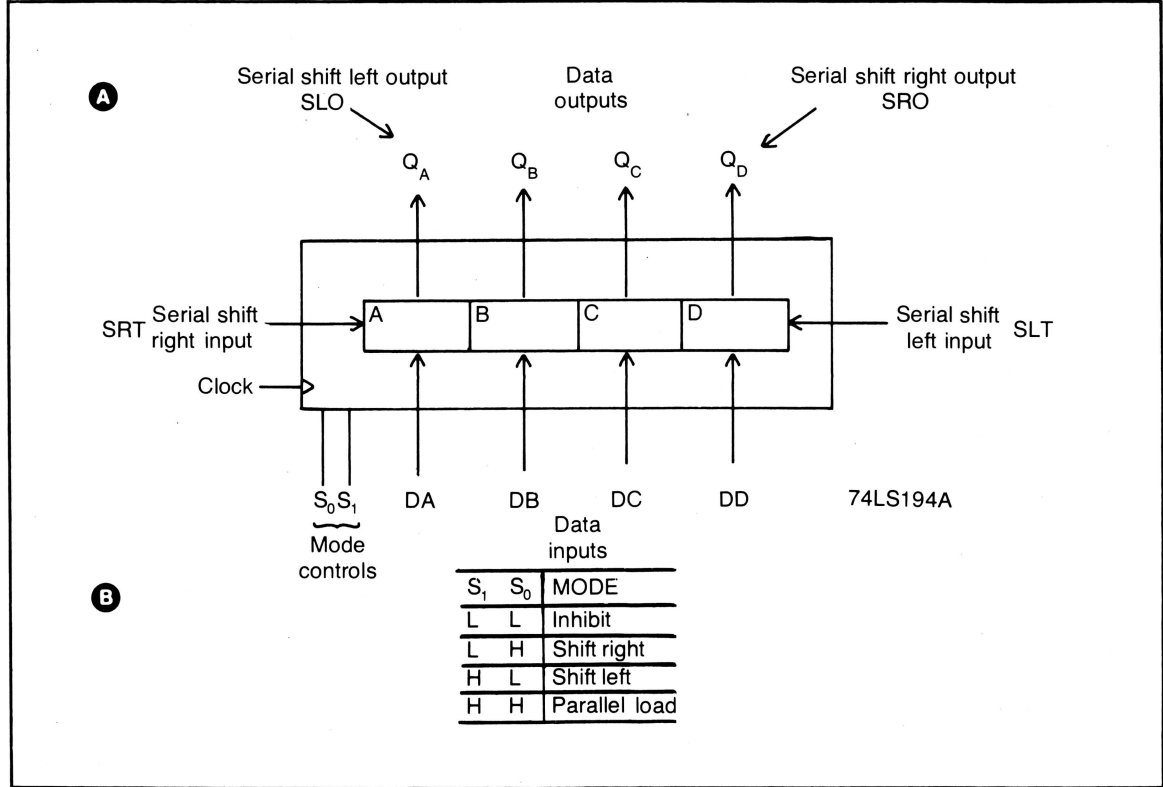 A
Serial shift left output
SLO
Data
outputs
Serial shift right output
SRO
Q_A
Q_B
Q_C
Q_D
SRT
Serial shift
right input
A
B
C
D
Serial shift
left input
SLT
Clock
S₀S₁
DA
DB
DC
DD
74LS194A
Mode
controls
Data
inputs
B
S₁ S₀ MODE
L L Inhibit
L H Shift right
H L Shift left
H H Parallel load